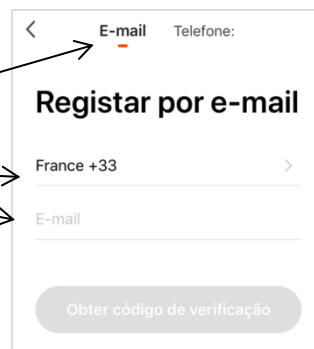 E-mail Telefone:
Registar por e-mail
France +33
E-mail
Obter código de verificação